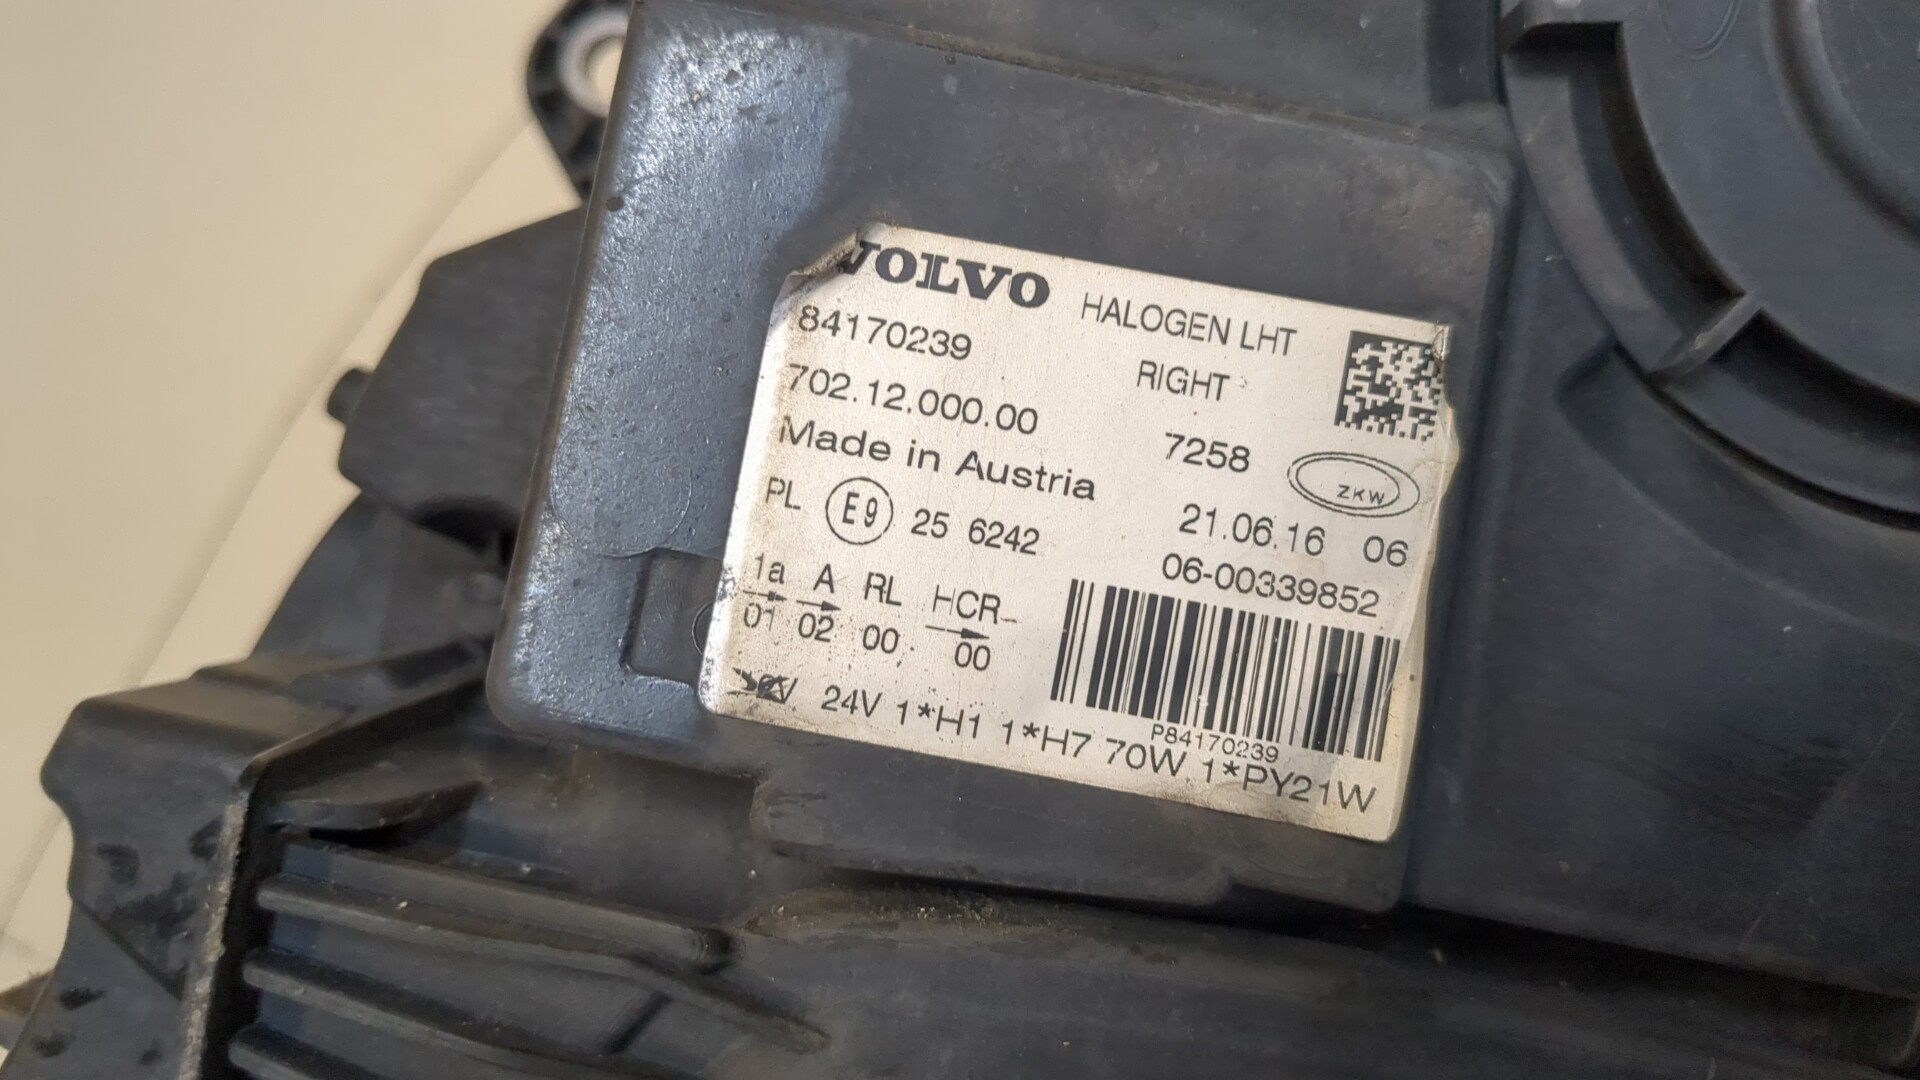 VOLVO HALOGEN LHT
84170239 RIGHT
702.12.000.00 7258 ZKW
Made in Austria 21.06.16 06
PL E9 25 6242 06-00339852
1a A RL HCR
01 02 00 00
24V 1*H1 1*H7 70W 1*PY21W
P84170239